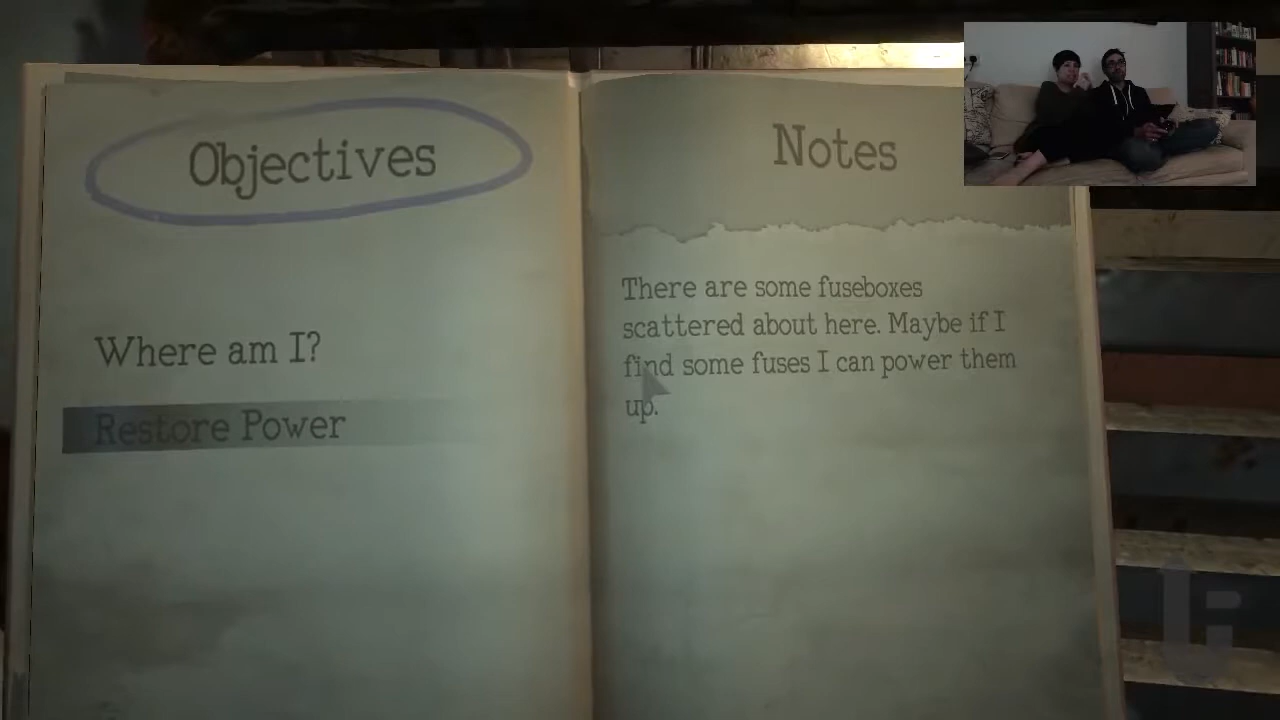 Objectives
Where am I?
Restore Power
Notes
There are some fuseboxes
scattered about here. Maybe if I
find some fuses I can power them
up.